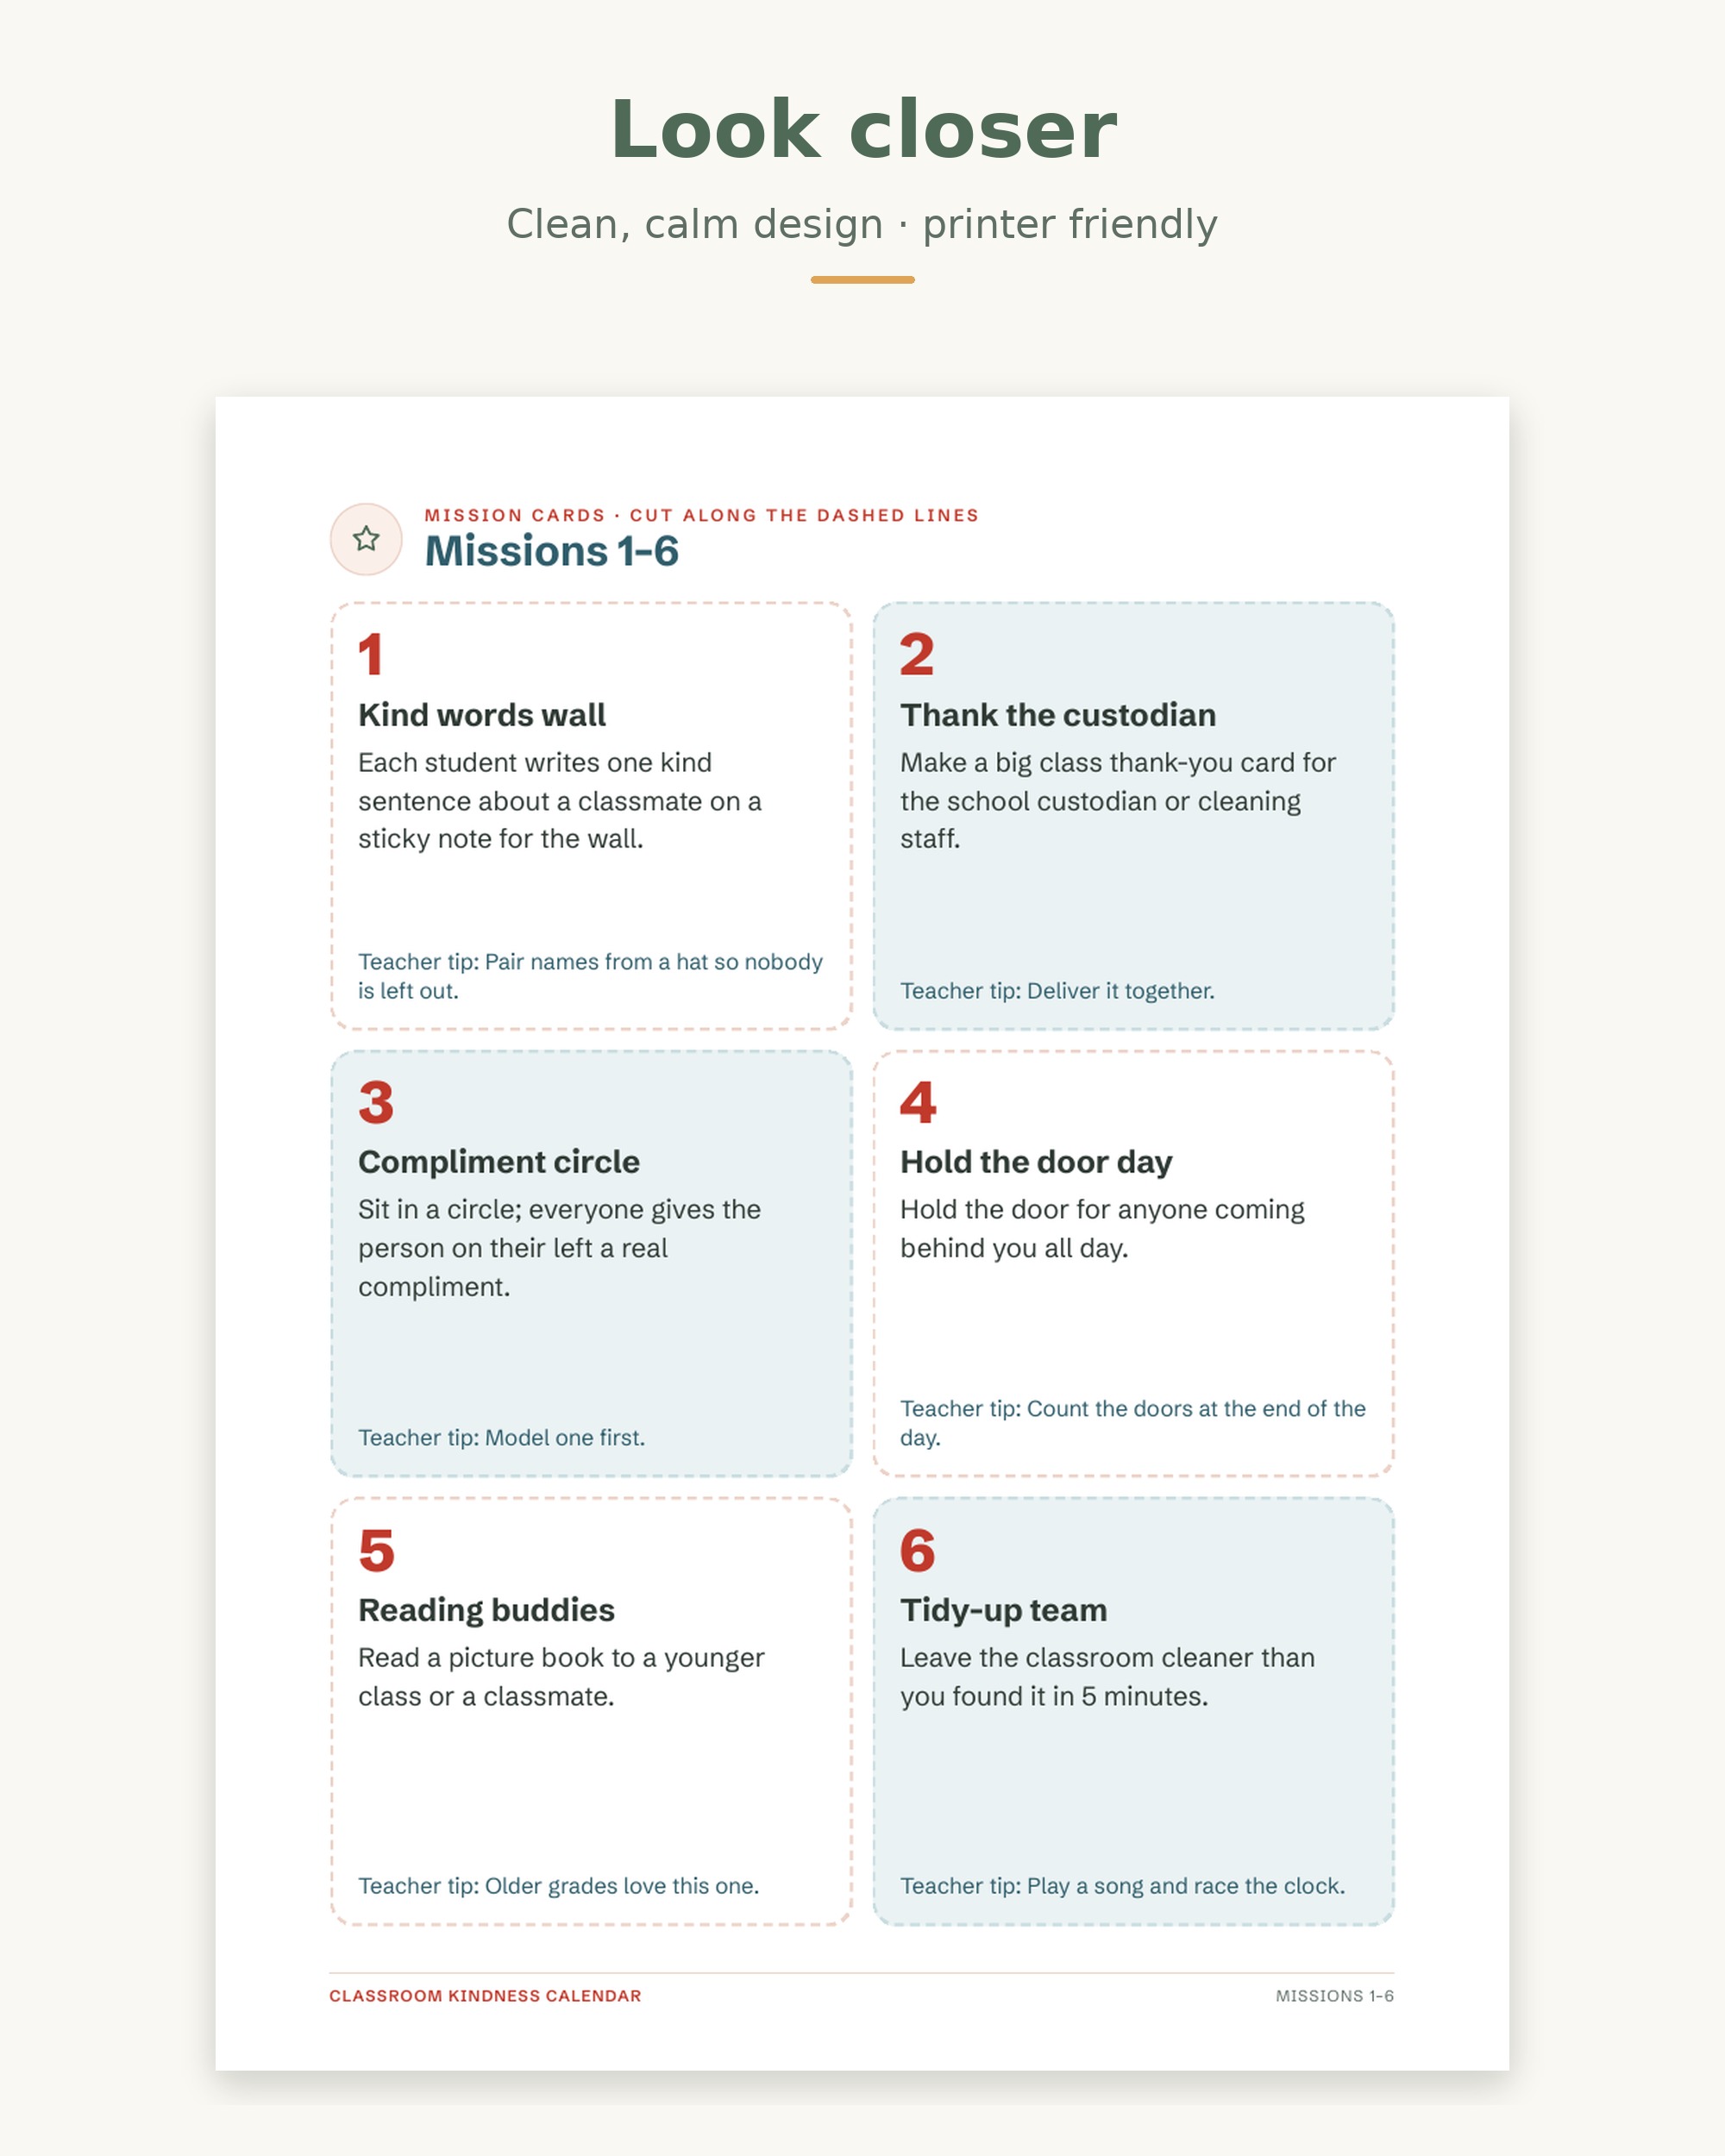 Look closer
Clean, calm design · printer friendly
MISSION CARDS · CUT ALONG THE DASHED LINES
Missions 1–6
1
Kind words wall
Each student writes one kind
sentence about a classmate on a
sticky note for the wall.
Teacher tip: Pair names from a hat so nobody
is left out.
2
Thank the custodian
Make a big class thank-you card for
the school custodian or cleaning
staff.
Teacher tip: Deliver it together.
3
Compliment circle
Sit in a circle; everyone gives the
person on their left a real
compliment.
Teacher tip: Model one first.
4
Hold the door day
Hold the door for anyone coming
behind you all day.
Teacher tip: Count the doors at the end of the
day.
5
Reading buddies
Read a picture book to a younger
class or a classmate.
Teacher tip: Older grades love this one.
6
Tidy-up team
Leave the classroom cleaner than
you found it in 5 minutes.
Teacher tip: Play a song and race the clock.
CLASSROOM KINDNESS CALENDAR
MISSIONS 1–6